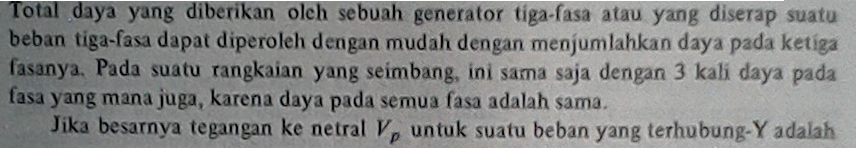 Total daya yang diberikan oleh sebuah generator tiga-fasa atau yang diserap suatu
beban tiga-fasa dapat diperoleh dengan mudah dengan menjumlahkan daya pada ketiga
fasanya. Pada suatu rangkaian yang seimbang, ini sama saja dengan 3 kali daya pada
fasa yang mana juga, karena daya pada semua fasa adalah sama.
Jika besarnya tegangan ke netral Vₚ untuk suatu beban yang terhubung-Y adalah